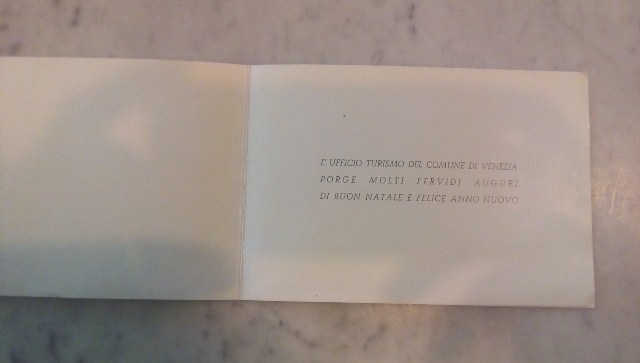 L'UFFICIO TURISMO DEL COMUNE DI VENEZIA
PORGE MOLTI FERVIDI AUGURI
DI BUON NATALE E FELICE ANNO NUOVO